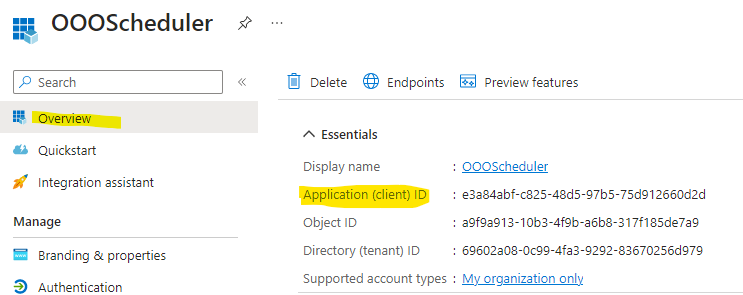 OOOScheduler
Search
Overview
Quickstart
Integration assistant
Manage
Branding & properties
Authentication
Delete
Endpoints
Preview features
Essentials
Display name : OOOScheduler
Application (client) ID : e3a84abf-c825-48d5-97b5-75d912660d2d
Object ID : a9f9a913-10b3-4f9b-a6b8-317f185de7a9
Directory (tenant) ID : 69602a08-0c99-4fa3-9292-83670256d979
Supported account types : My organization only